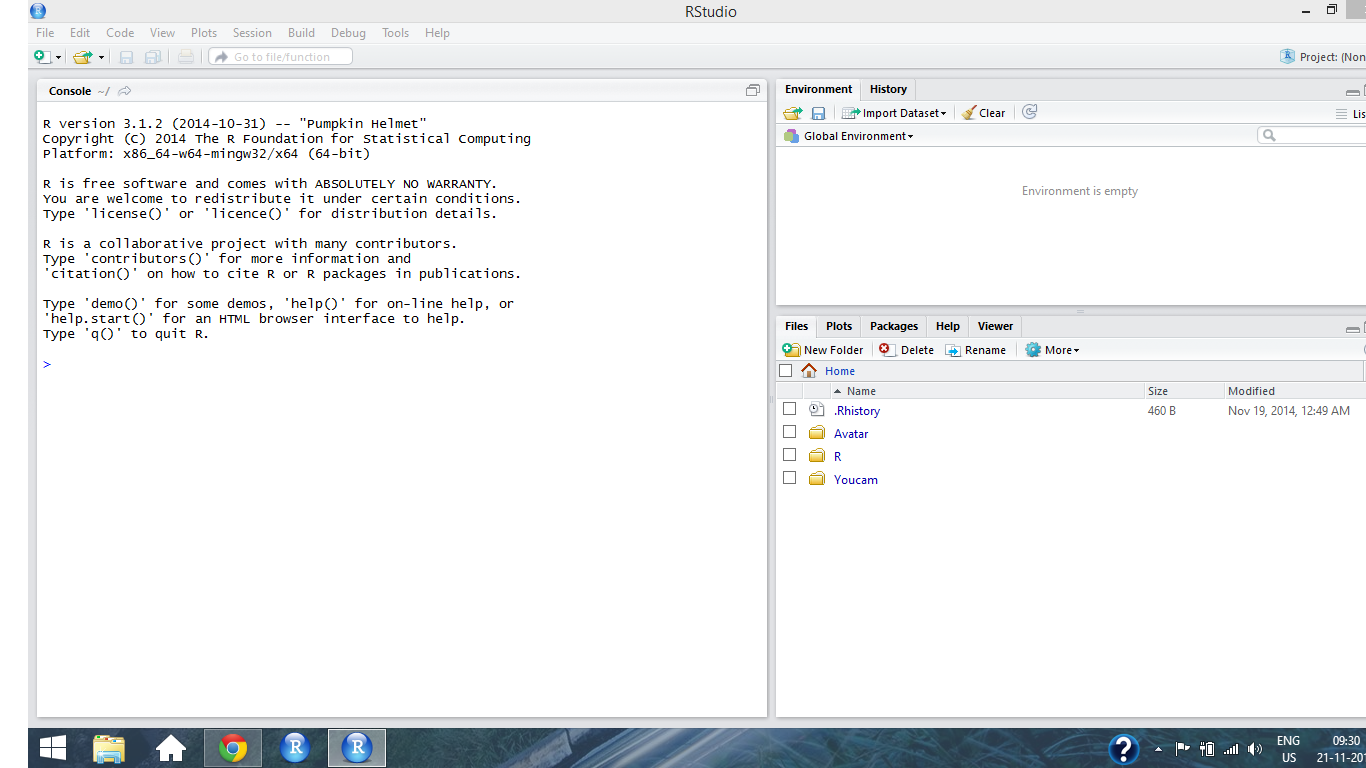 RStudio
File Edit Code View Plots Session Build Debug Tools Help
Go to file/function
Project: (Non
Console ~/
R version 3.1.2 (2014-10-31) -- "Pumpkin Helmet"
Copyright (C) 2014 The R Foundation for Statistical Computing
Platform: x86_64-w64-mingw32/x64 (64-bit)
R is free software and comes with ABSOLUTELY NO WARRANTY.
You are welcome to redistribute it under certain conditions.
Type 'license()' or 'licence()' for distribution details.
R is a collaborative project with many contributors.
Type 'contributors()' for more information and
'citation()' on how to cite R or R packages in publications.
Type 'demo()' for some demos, 'help()' for on-line help, or
'help.start()' for an HTML browser interface to help.
Type 'q()' to quit R.
>
Environment History
Import Dataset Clear Lis
Global Environment
Environment is empty
Files Plots Packages Help Viewer
New Folder Delete Rename More
Home
Name Size Modified
.Rhistory 460 B Nov 19, 2014, 12:49 AM
Avatar
R
Youcam
ENG 09:30
US 21-11-201